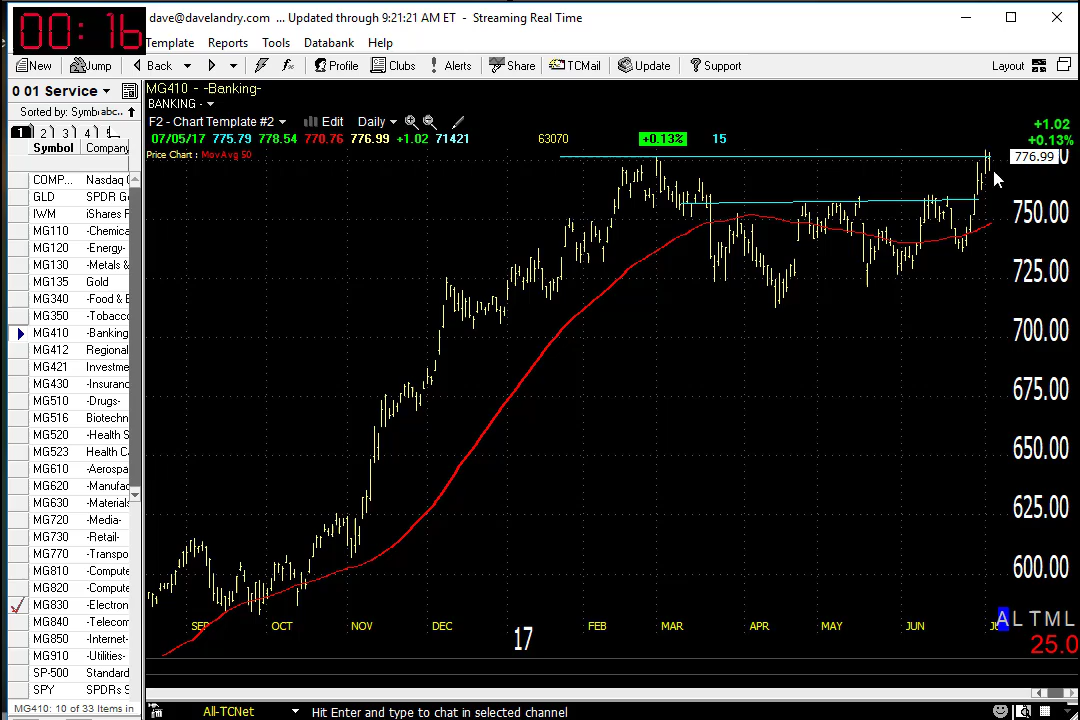 00:16
dave@davelandry.com ... Updated through 9:21:21 AM ET - Streaming Real Time
Template Reports Tools Databank Help
New Jump Back Profile Clubs Alerts Share TCMail Update Support Layout
0 01 Service
Sorted by: Symb abc..
1 2 3 4
Symbol Company
COMP... Nasdaq
GLD SPDR G
IWM iShares
MG110 -Chemica
MG120 -Energy-
MG130 -Metals &
MG135 Gold
MG340 -Food &
MG350 -Tobacc
MG410 -Banking
MG412 Regional
MG421 Investme
MG430 -Insuranc
MG510 -Drugs-
MG516 Biotechn
MG520 -Health S
MG523 Health C
MG610 -Aerospa
MG620 -Manufac
MG630 -Materials
MG720 -Media-
MG730 -Retail-
MG770 -Transpo
MG810 -Compute
MG820 -Compute
MG830 -Electron
MG840 -Telecom
MG850 -Internet-
MG910 -Utilities-
SP-500 Standard
SPY SPDRs S
MG410: 10 of 33 Items in
MG410 - -Banking-
BANKING -
F2 - Chart Template #2 Edit Daily
07/05/17 775.79 778.54 770.76 776.99 +1.02 71421 63070 +0.13% 15
Price Chart : MovAvg 50
+1.02
+0.13%
776.99
750.00
725.00
700.00
675.00
650.00
625.00
600.00
SEP OCT NOV DEC 17 FEB MAR APR MAY JUN
A L T M L
25.0
All-TCNet Hit Enter and type to chat in selected channel